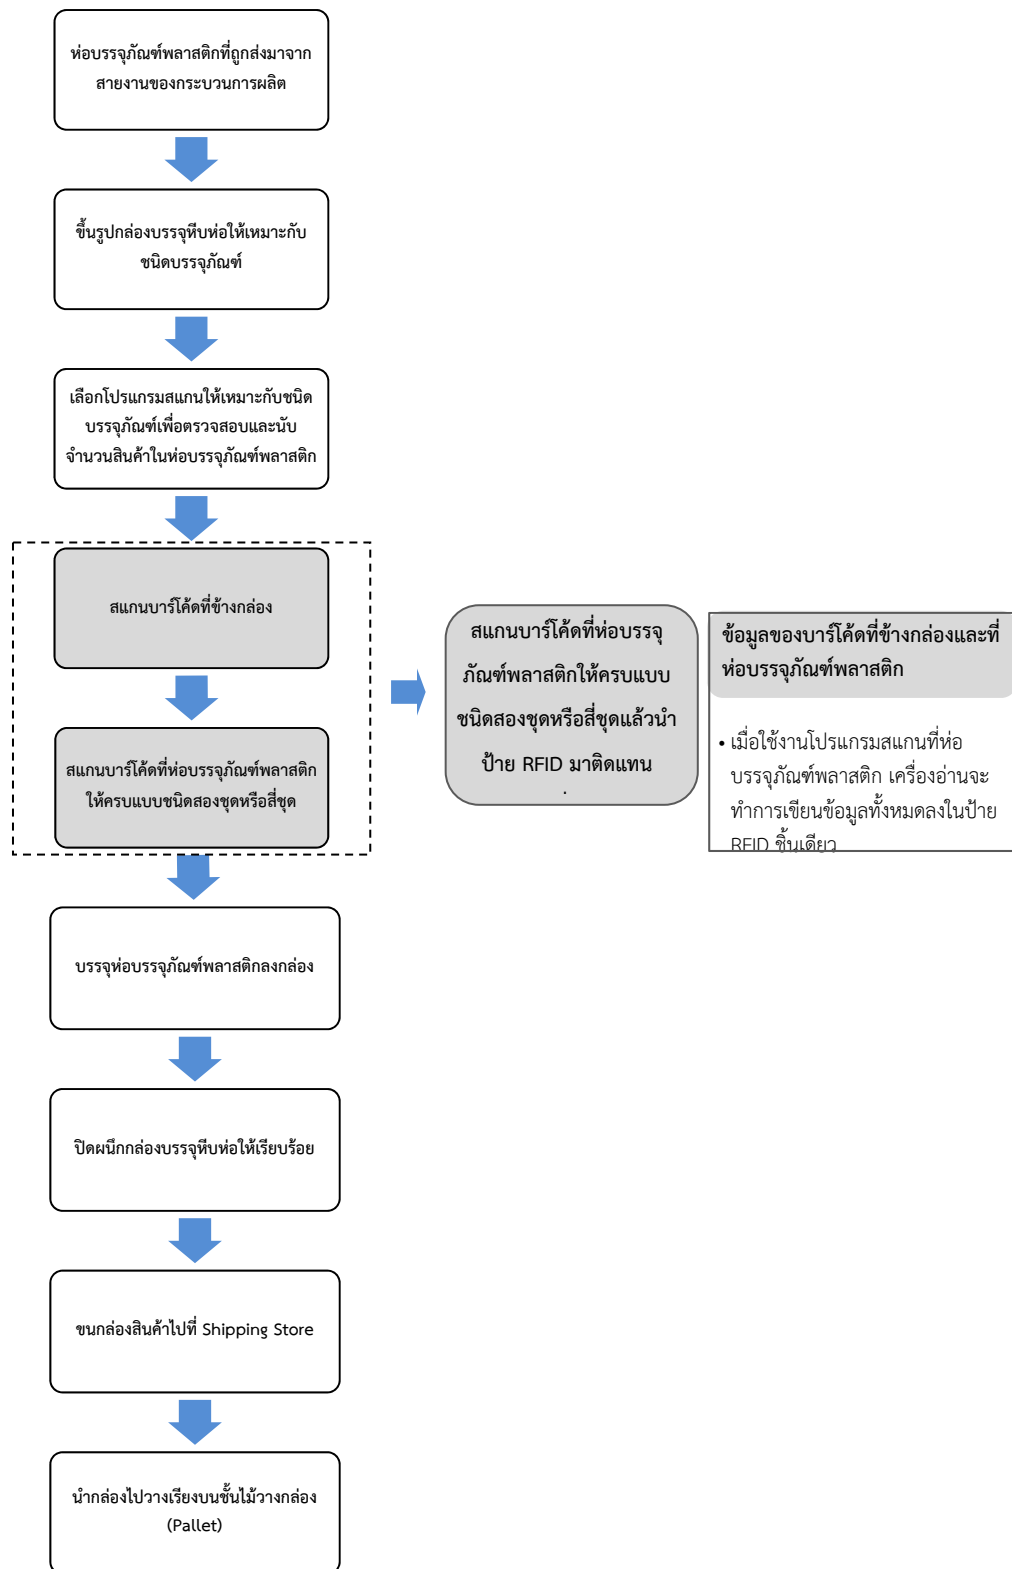 ห่อบรรจุภัณฑ์พลาสติกที่ถูกส่งมาจาก
สายงานของกระบวนการผลิต
ขึ้นรูปกล่องบรรจุหีบห่อให้เหมาะกับ
ชนิดบรรจุภัณฑ์
เลือกโปรแกรมสแกนให้เหมาะกับชนิด
บรรจุภัณฑ์เพื่อตรวจสอบและนับ
จำนวนสินค้าในห่อบรรจุภัณฑ์พลาสติก
สแกนบาร์โค้ดที่ข้างกล่อง
สแกนบาร์โค้ดที่ห่อบรรจุภัณฑ์พลาสติก
ให้ครบแบบชนิดสองชุดหรือสี่ชุด
สแกนบาร์โค้ดที่ห่อบรรจุ
ภัณฑ์พลาสติกให้ครบแบบ
ชนิดสองชุดหรือสี่ชุดแล้วนำ
ป้าย RFID มาติดแทน
.
ข้อมูลของบาร์โค้ดที่ข้างกล่องและที่
ห่อบรรจุภัณฑ์พลาสติก
• เมื่อใช้งานโปรแกรมสแกนที่ห่อ
บรรจุภัณฑ์พลาสติก เครื่องอ่านจะ
ทำการเขียนข้อมูลทั้งหมดลงในป้าย
RFID ชิ้นเดียว
บรรจุห่อบรรจุภัณฑ์พลาสติกลงกล่อง
ปิดผนึกกล่องบรรจุหีบห่อให้เรียบร้อย
ขนกล่องสินค้าไปที่ Shipping Store
นำกล่องไปวางเรียงบนชั้นไม้วางกล่อง
(Pallet)